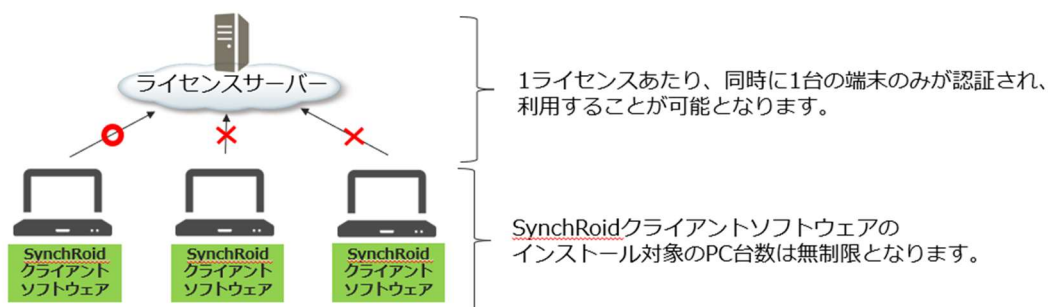 ライセンスサーバー
1ライセンスあたり、同時に1台の端末のみが認証され、
利用することが可能となります。
SynchRoid
クライアント
ソフトウェア
SynchRoid
クライアント
ソフトウェア
SynchRoid
クライアント
ソフトウェア
SynchRoidクライアントソフトウェアの
インストール対象のPC台数は無制限となります。